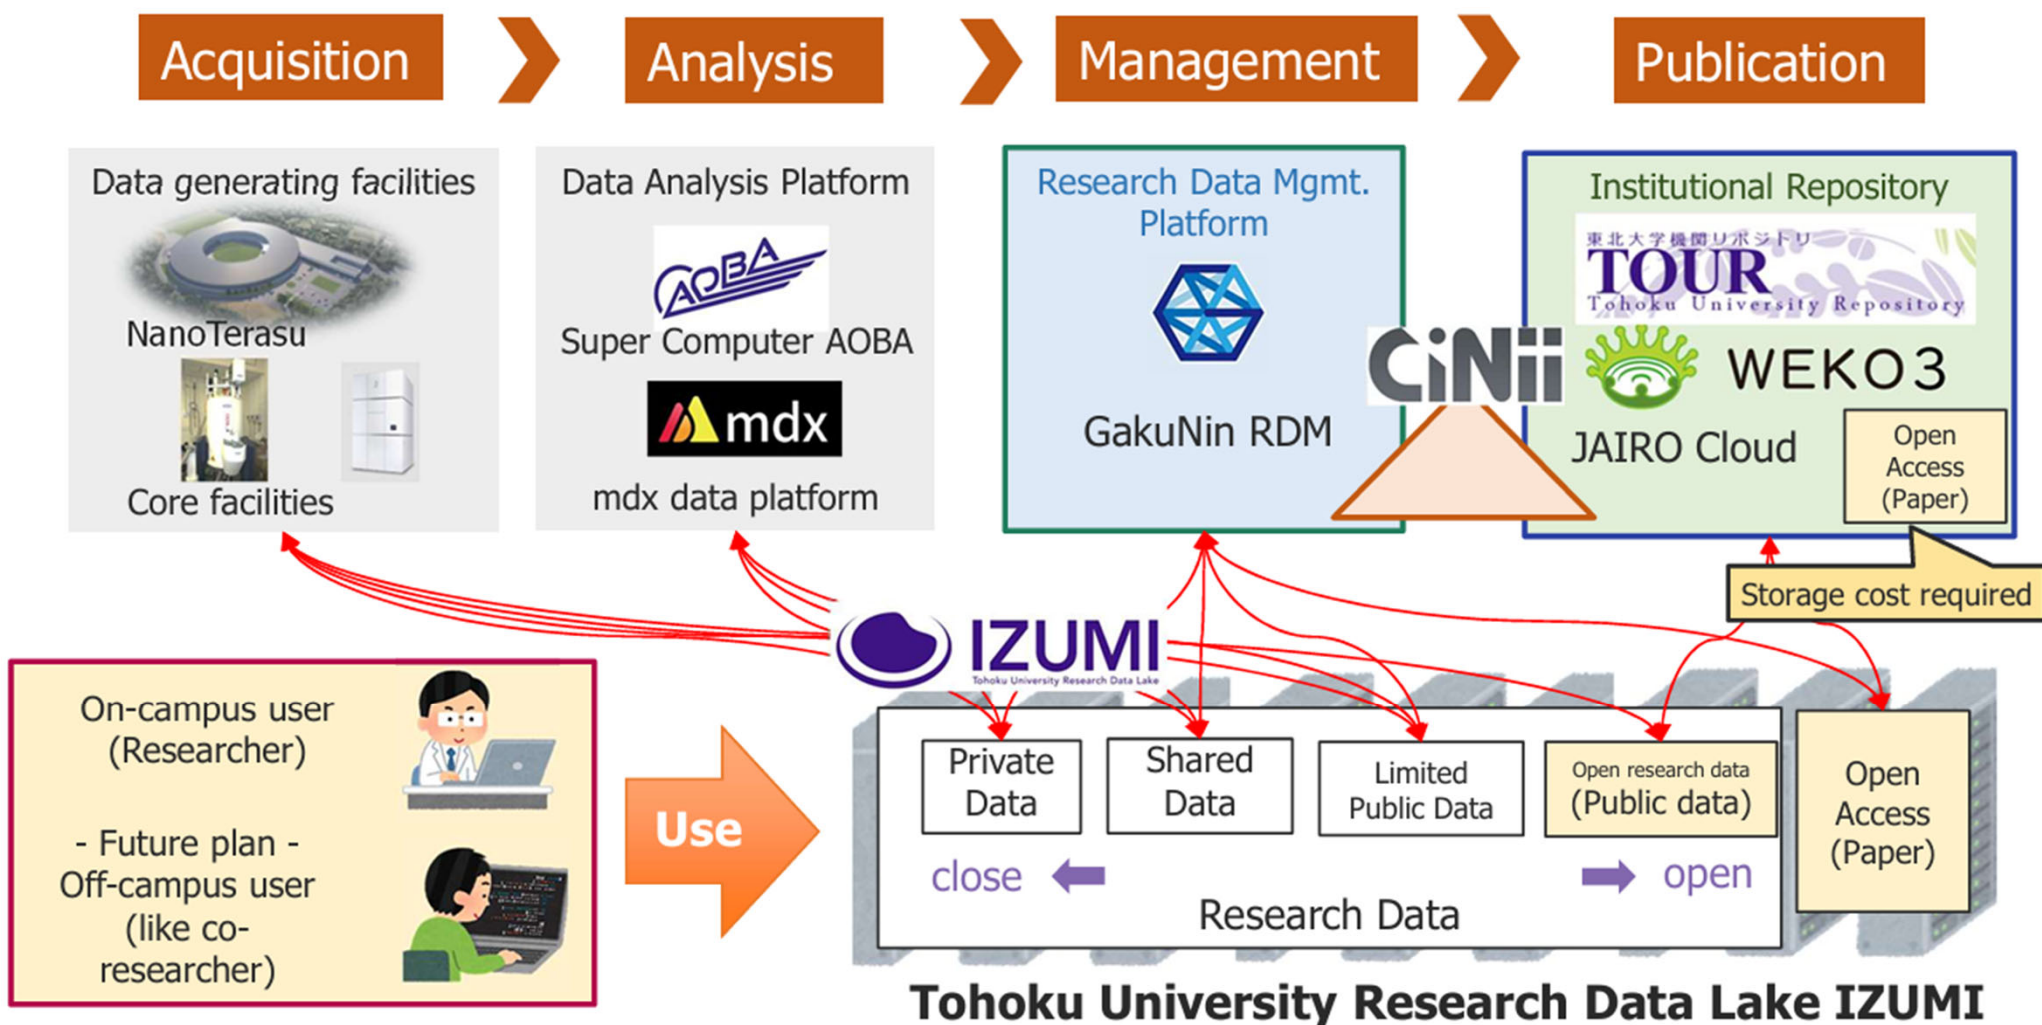 Acquisition
Analysis
Management
Publication
Data generating facilities
NanoTerasu
Core facilities
Data Analysis Platform
AOBA
Super Computer AOBA
mdx
mdx data platform
Research Data Mgmt.
Platform
GakuNin RDM
CiNii
Institutional Repository
東北大学機関リポジトリ
TOUR
Tohoku University Repository
WEKO3
JAIRO Cloud
Open
Access
(Paper)
Storage cost required
IZUMI
Tohoku University Research Data Lake
On-campus user
(Researcher)
- Future plan -
Off-campus user
(like co-
researcher)
Use
Private
Data
Shared
Data
Limited
Public Data
Open research data
(Public data)
Open
Access
(Paper)
close
open
Research Data
Tohoku University Research Data Lake IZUMI